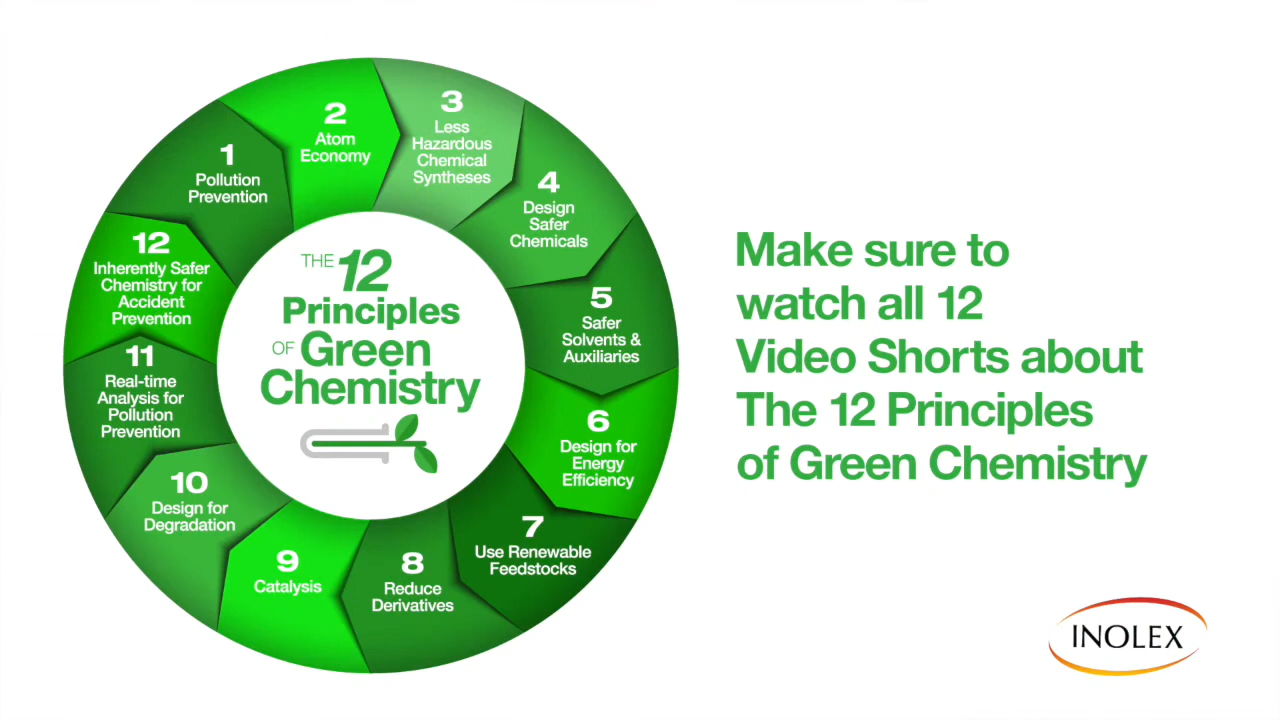 THE 12
Principles
OF Green
Chemistry
1
Pollution
Prevention
2
Atom
Economy
3
Less
Hazardous
Chemical
Syntheses
4
Design
Safer
Chemicals
5
Safer
Solvents &
Auxiliaries
6
Design for
Energy
Efficiency
7
Use Renewable
Feedstocks
8
Reduce
Derivatives
9
Catalysis
10
Design for
Degradation
11
Real-time
Analysis for
Pollution
Prevention
12
Inherently Safer
Chemistry for
Accident
Prevention
Make sure to
watch all 12
Video Shorts about
The 12 Principles
of Green Chemistry
INOLEX